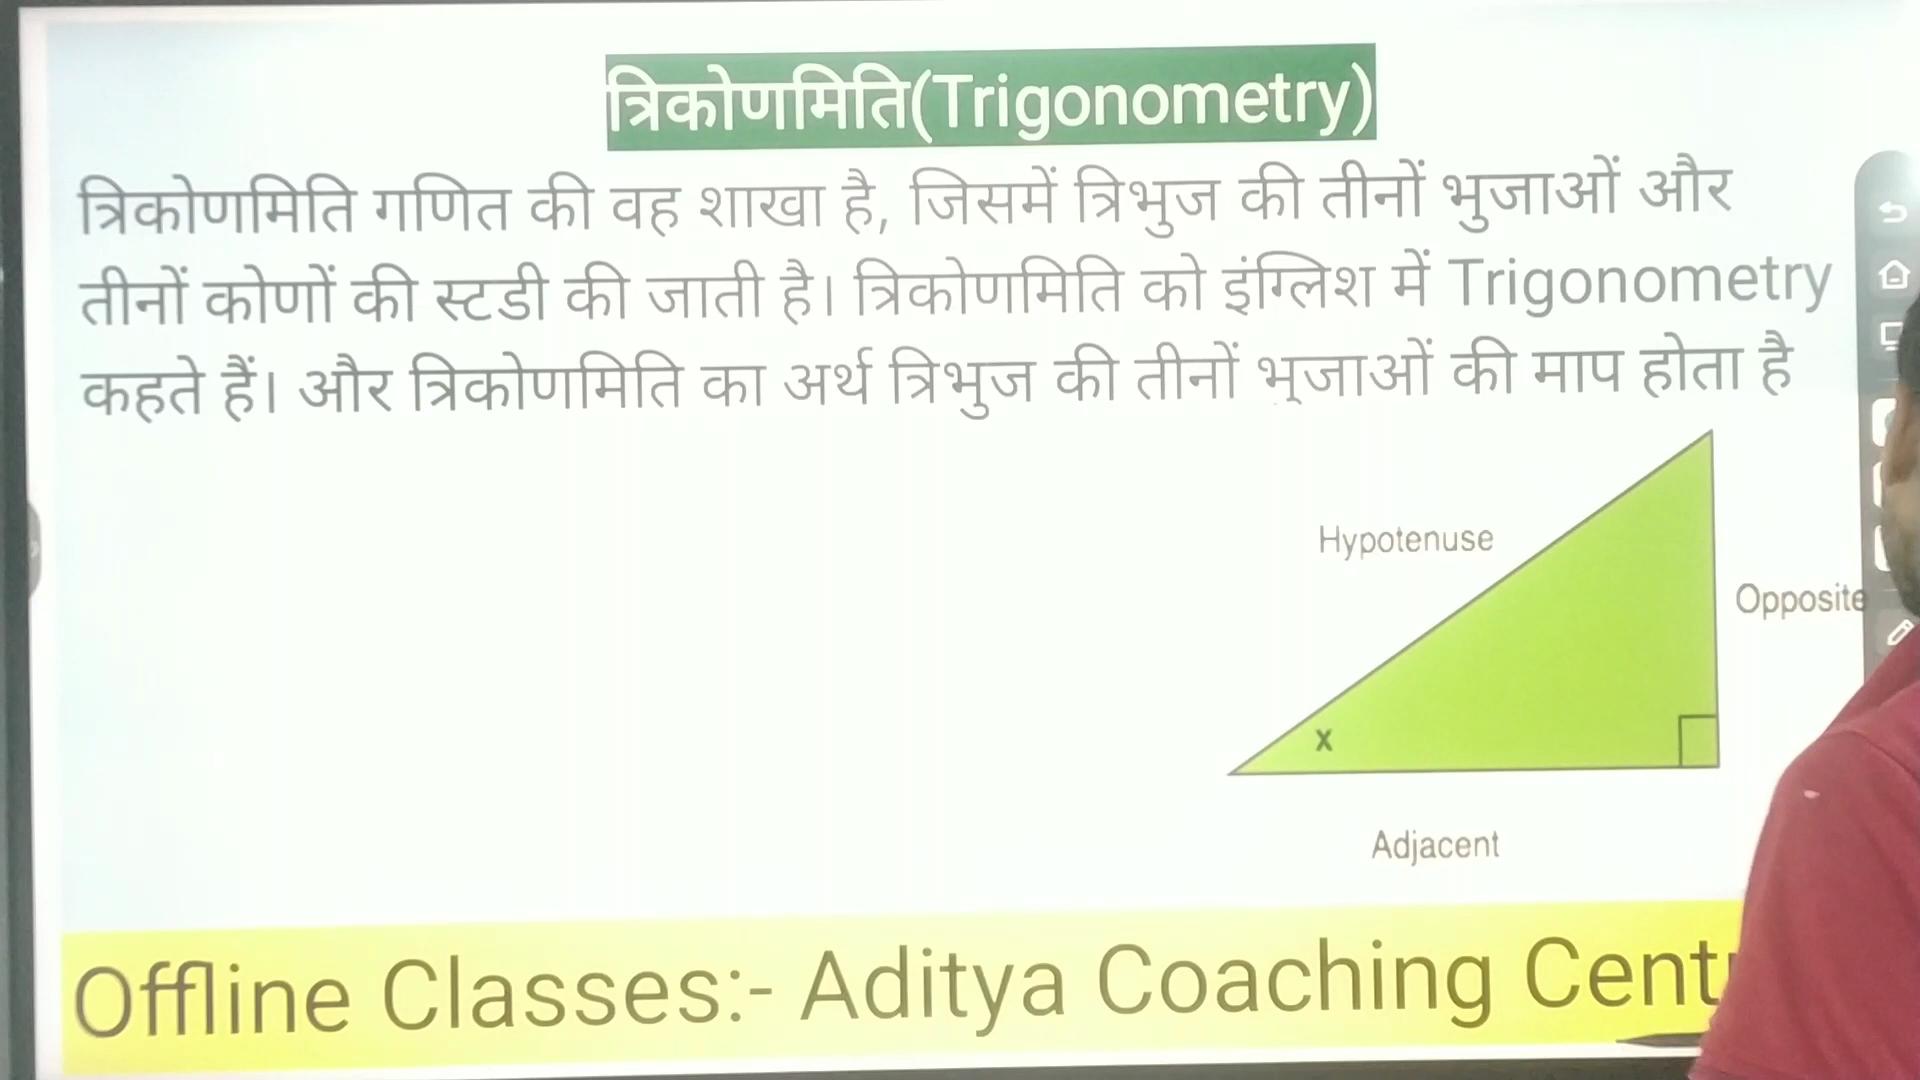 त्रिकोणमिति(Trigonometry)
त्रिकोणमिति गणित की वह शाखा है, जिसमें त्रिभुज की तीनों भुजाओं और
तीनों कोणों की स्टडी की जाती है। त्रिकोणमिति को इंग्लिश में Trigonometry
कहते हैं। और त्रिकोणमिति का अर्थ त्रिभुज की तीनों भुजाओं की माप होता है
Hypotenuse
Opposite
x
Adjacent
Offline Classes:- Aditya Coaching